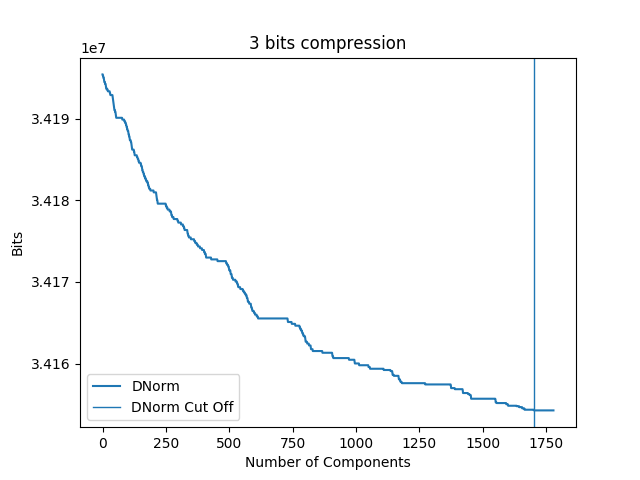 3 bits compression
1e7
3.419
3.418
3.417
3.416
Bits
DNorm
DNorm Cut Off
0 250 500 750 1000 1250 1500 1750
Number of Components